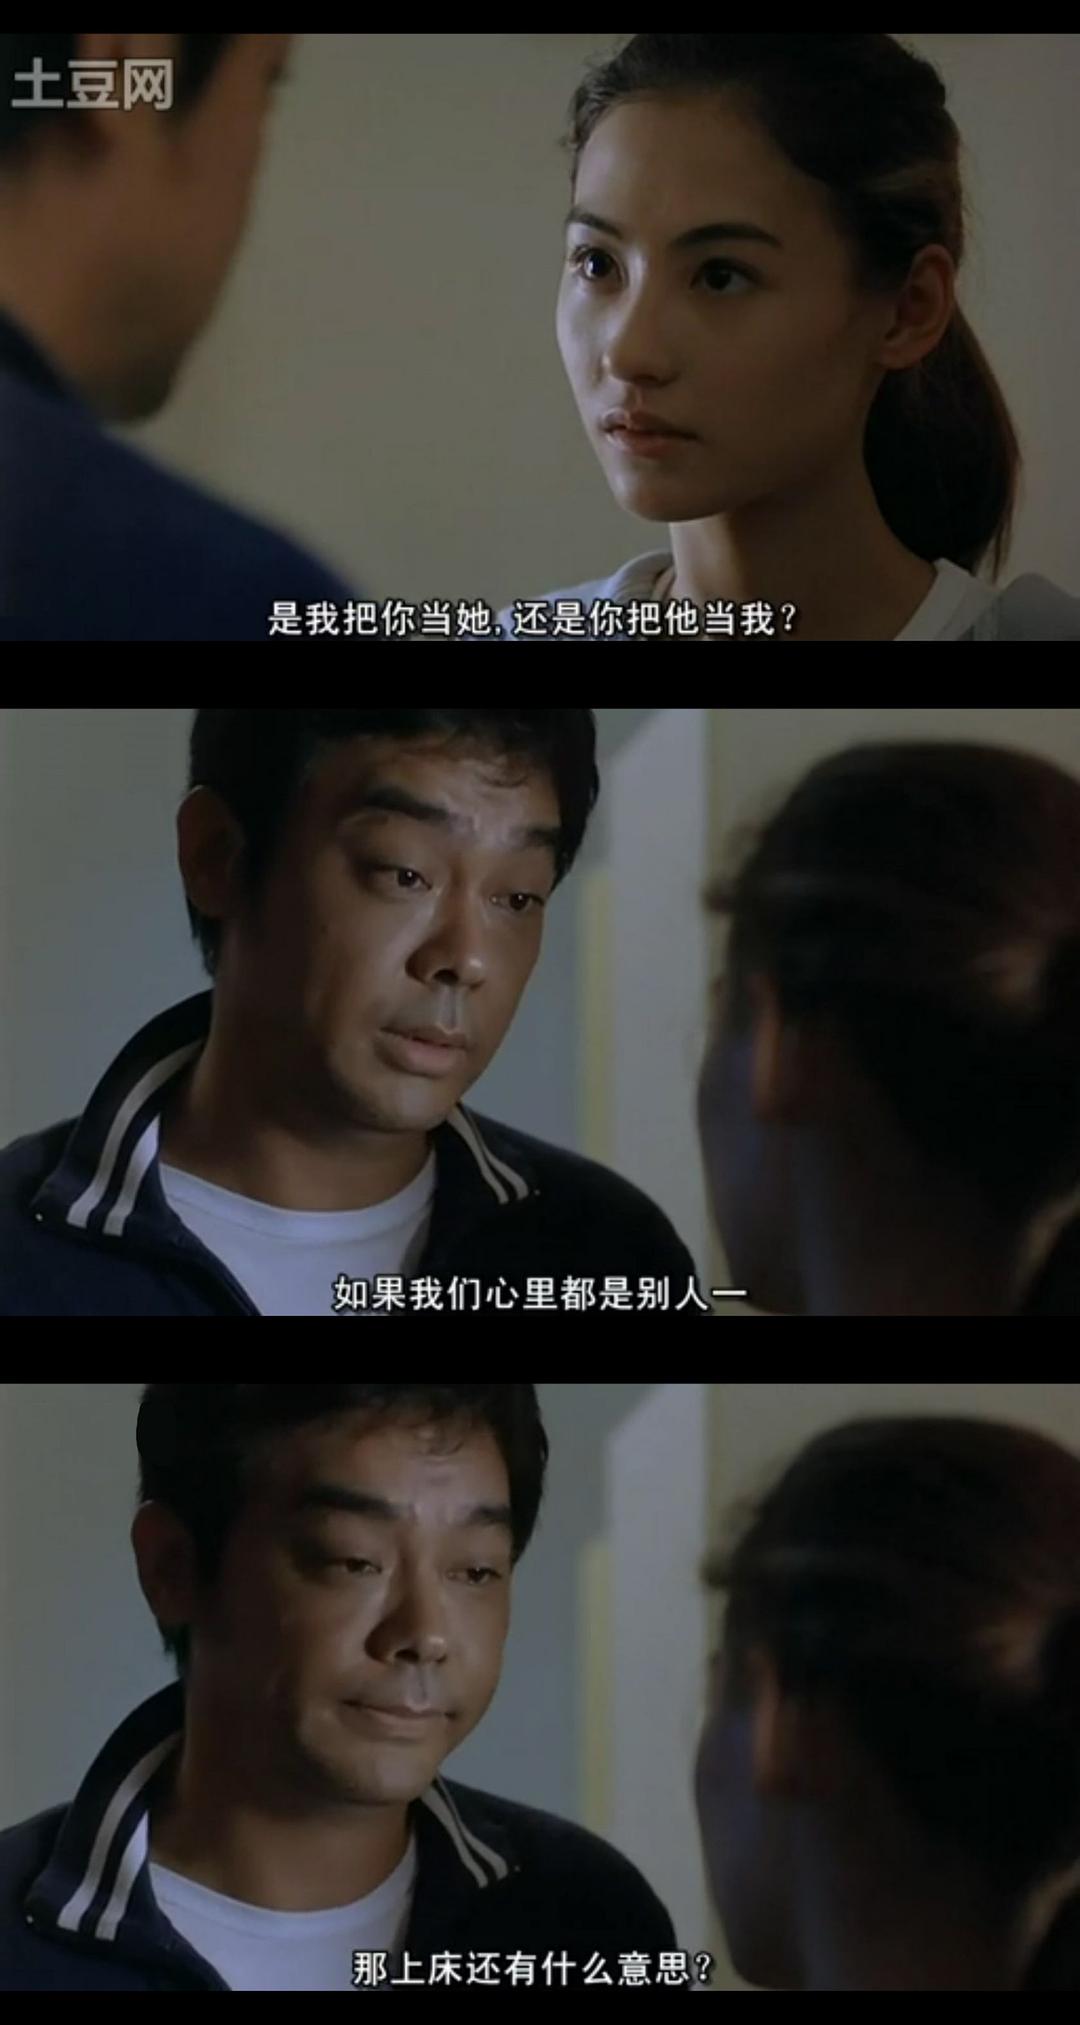 土豆网
是我把你当她,还是你把他当我?
如果我们心里都是别人—
那上床还有什么意思?